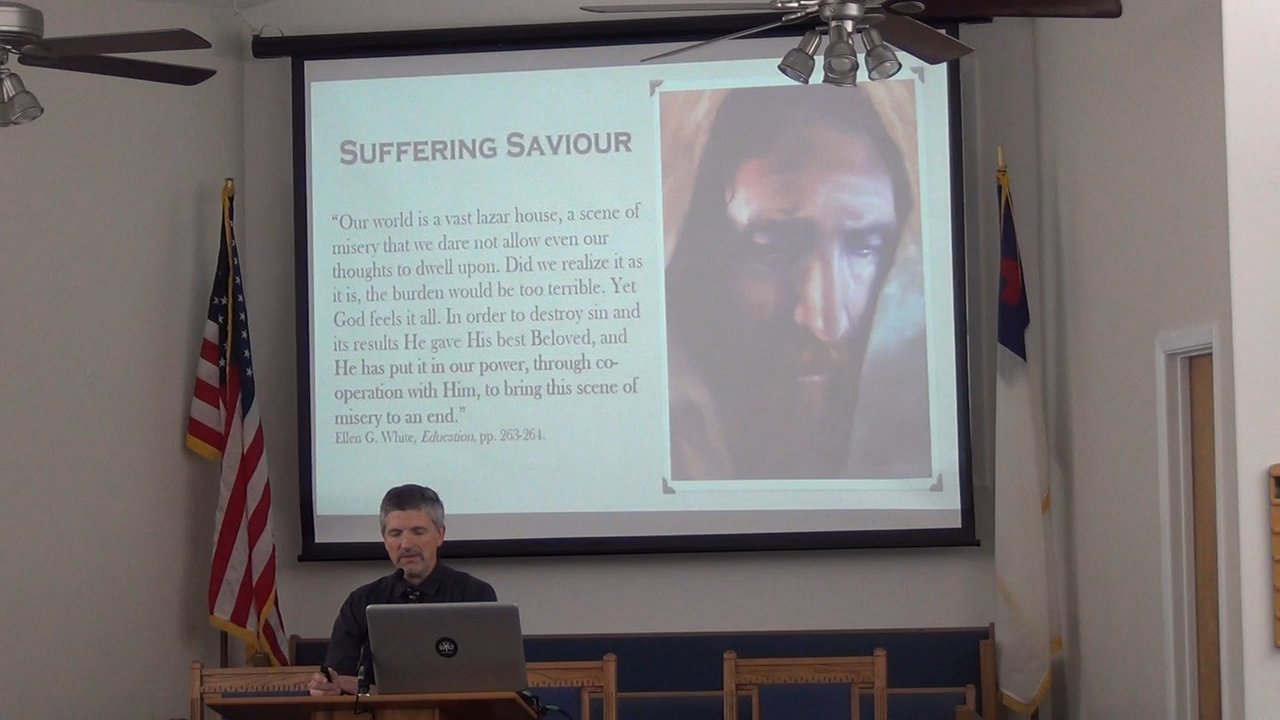 SUFFERING SAVIOUR
“Our world is a vast lazar house, a scene of
misery that we dare not allow even our
thoughts to dwell upon. Did we realize it as
it is, the burden would be too terrible. Yet
God feels it all. In order to destroy sin and
its results He gave His best Beloved, and
He has put it in our power, through co-
operation with Him, to bring this scene of
misery to an end.”
Ellen G. White, Education, pp. 263-264.